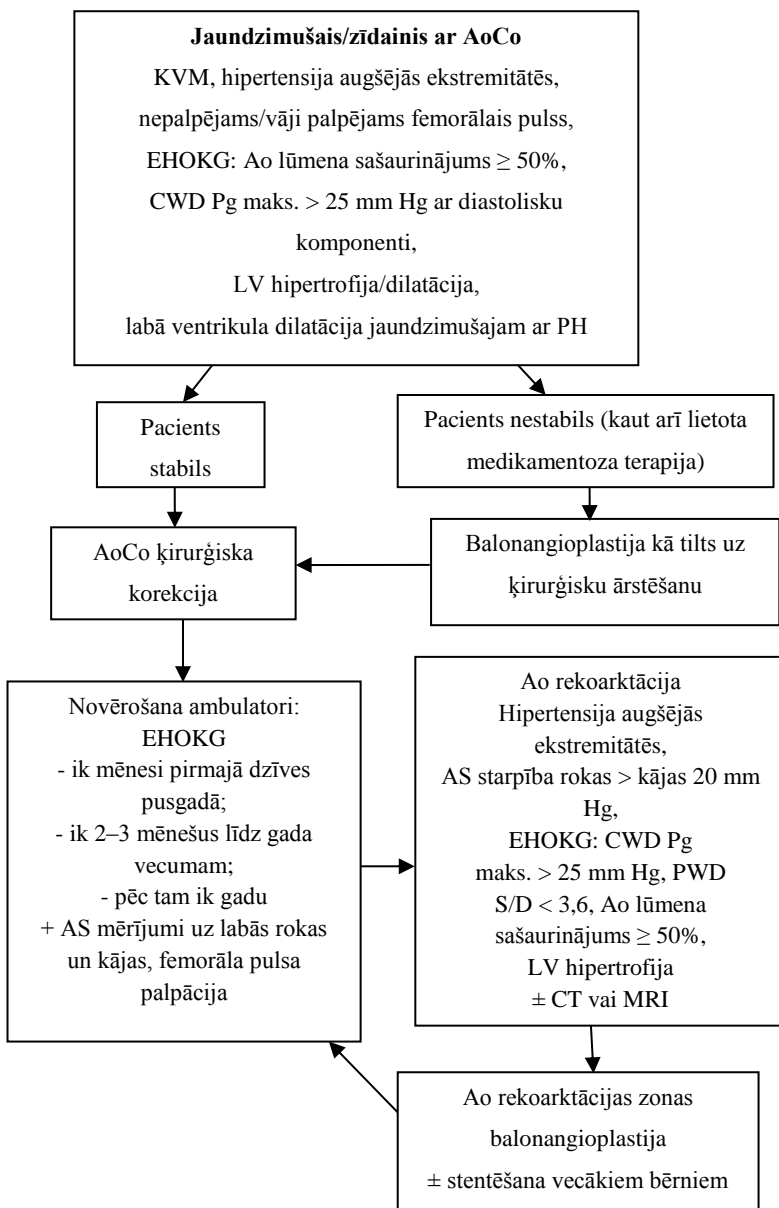 Jaundzimušais/zīdainis ar AoCo
KVM, hipertensija augšējās ekstremitātēs,
nepalpējams/vāji palpējams femorālais pulss,
EHOKG: Ao lūmena sašaurinājums ≥ 50%,
CWD Pg maks. > 25 mm Hg ar diastolisku
komponenti,
LV hipertrofija/dilatācija,
labā ventrikula dilatācija jaundzimušajam ar PH
Pacients
stabils
Pacients nestabils (kaut arī lietota
medikamentoza terapija)
AoCo ķirurģiska
korekcija
Balonangioplastija kā tilts uz
ķirurģisku ārstēšanu
Novērošana ambulatori:
EHOKG
- ik mēnesi pirmajā dzīves
pusgadā;
- ik 2–3 mēnešus līdz gada
vecumam;
- pēc tam ik gadu
+ AS mērījumi uz labās rokas
un kājas, femorāla pulsa
palpācija
Ao rekoarktācija
Hipertensija augšējās
ekstremitātēs,
AS starpība rokas > kājas 20 mm
Hg,
EHOKG: CWD Pg
maks. > 25 mm Hg, PWD
S/D < 3,6, Ao lūmena
sašaurinājums ≥ 50%,
LV hipertrofija
± CT vai MRI
Ao rekoarktācijas zonas
balonangioplastija
± stentēšana vecākiem bērniem